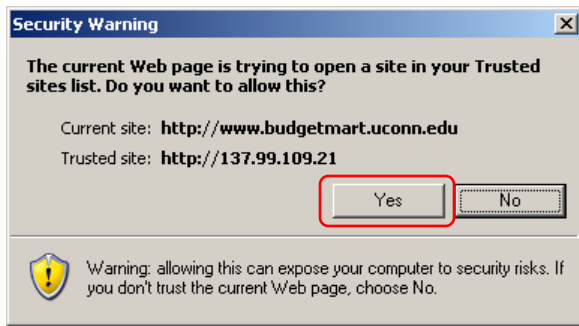 Security Warning
The current Web page is trying to open a site in your Trusted
sites list. Do you want to allow this?
Current site: http://www.budgetmart.uconn.edu
Trusted site: http://137.99.109.21
Yes No
Warning: allowing this can expose your computer to security risks. If
you don't trust the current Web page, choose No.